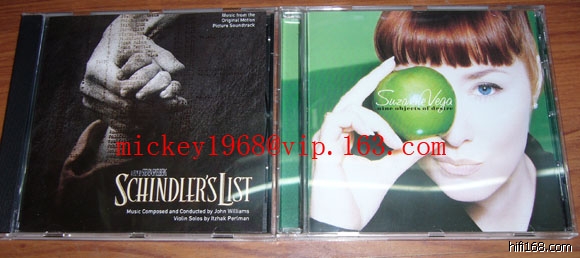 Music from the
Original Motion
Picture Soundtrack
SCHINDLER'S LIST
Music Composed and Conducted by John Williams
Violin Solos by Itzhak Perlman
Suzanne Vega
nine objects of desire
mickey1968@vip.163.com
hifi168.com